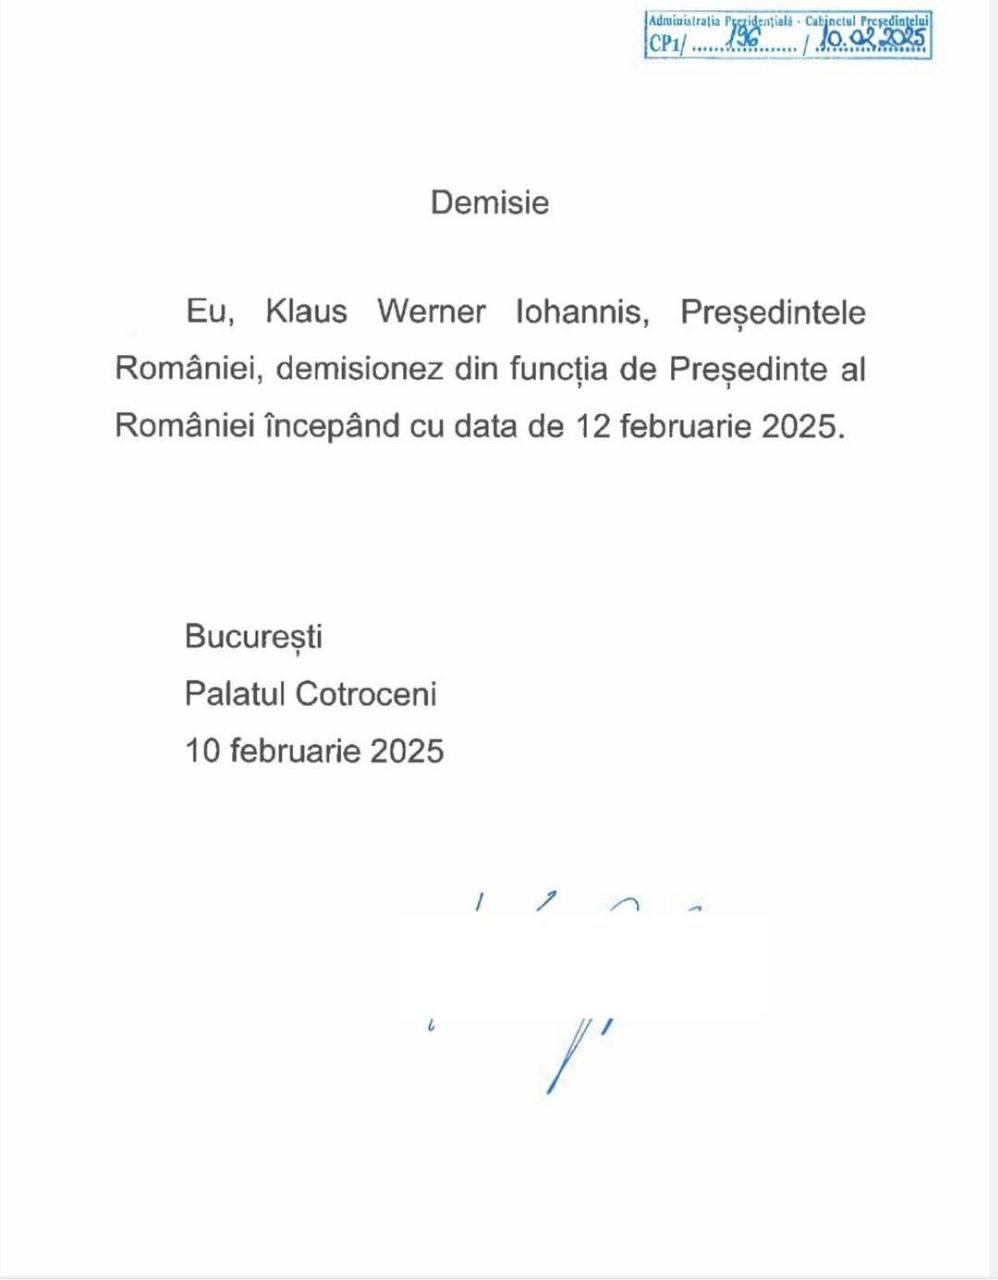 Administrația Prezidențială - Cabinetul Președintelui
CP1/ ......196....... / .10.02.2025
Demisie
Eu, Klaus Werner Iohannis, Președintele
României, demisionez din funcția de Președinte al
României începând cu data de 12 februarie 2025.
București
Palatul Cotroceni
10 februarie 2025